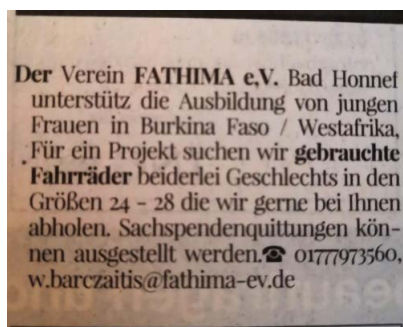 Der Verein FATHIMA e.V. Bad Honnef
unterstütz die Ausbildung von jungen
Frauen in Burkina Faso / Westafrika,
Für ein Projekt suchen wir gebrauchte
Fahrräder beiderlei Geschlechts in den
Größen 24 - 28 die wir gerne bei Ihnen
abholen. Sachspendenquittungen kön-
nen ausgestellt werden.☎ 01777973560,
w.barczaitis@fathima-ev.de